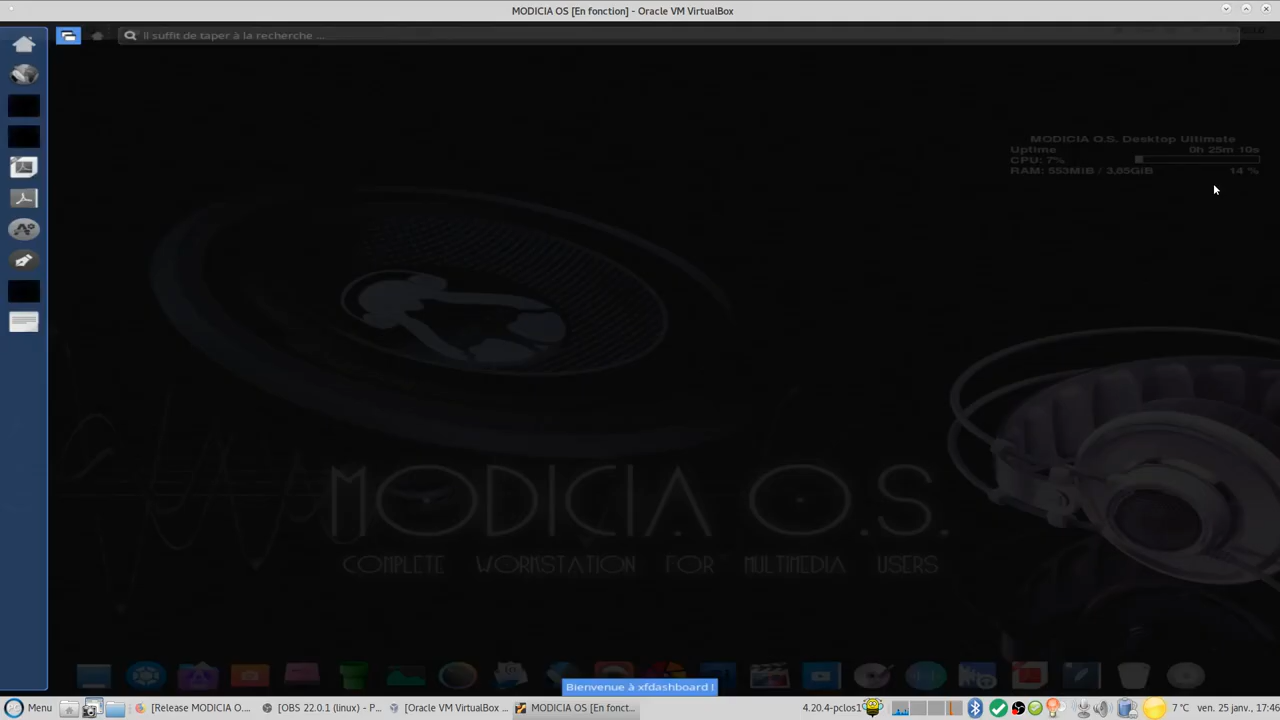 MODICIA OS [En fonction] - Oracle VM VirtualBox
Il suffit de taper à la recherche ...
MODICIA O.S. Desktop Ultimate
Uptime 0h 25m 10s
CPU: 7%
RAM: 553MiB / 3,85GiB 14 %
MODICIA O.S.
COMPLETE WORKSTATION FOR MULTIMEDIA USERS
Bienvenue à xfdashboard !
Menu [Release MODICIA O... [OBS 22.0.1 (linux) - P... [Oracle VM VirtualBox ... MODICIA OS [En fonct... 4.20.4-pclos1 7 °C ven. 25 janv., 17:46